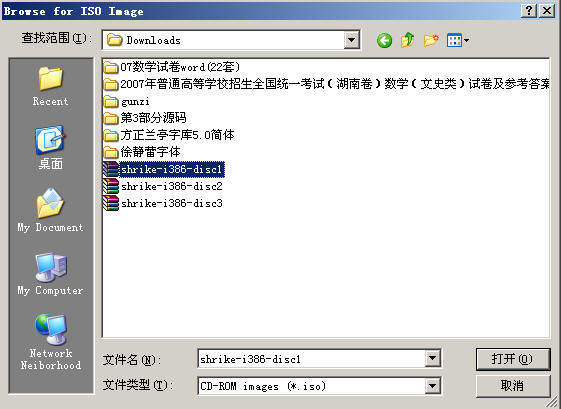 Browse for ISO Image
查找范围(I):
Downloads
Recent
桌面
My Document
My Computer
Network
Neiborhood
07数学试卷word(22套)
2007年普通高等学校招生全国统一考试(湖南卷)数学(文史类)试卷及参考答案
gunzi
第3部分源码
方正兰亭字库5.0简体
徐静蕾字体
shrike-i386-disc1
shrike-i386-disc2
shrike-i386-disc3
文件名(N):
shrike-i386-disc1
打开(O)
文件类型(T):
CD-ROM images (*.iso)
取消